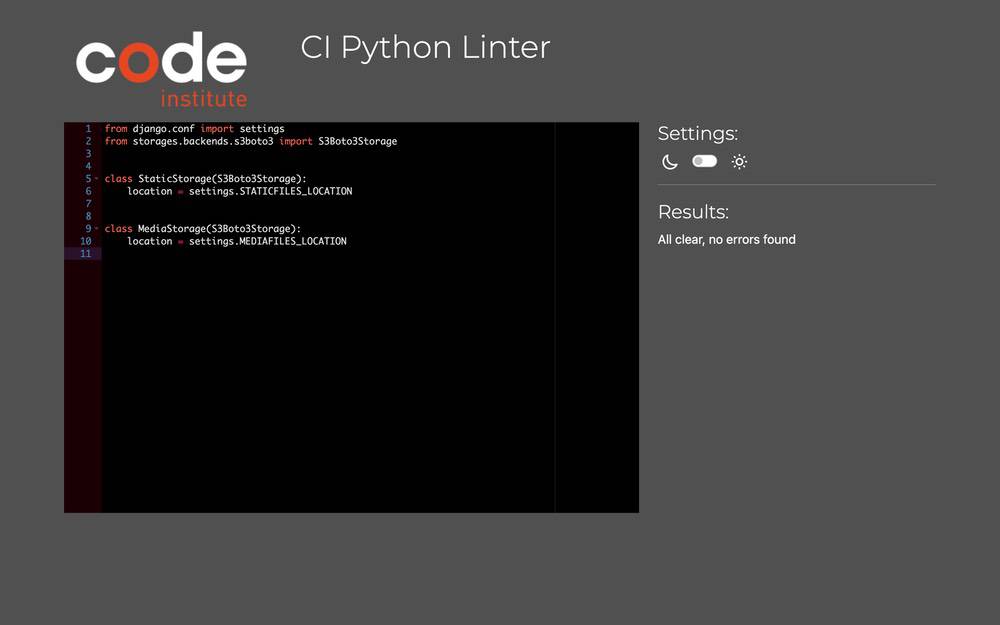 code
institute
CI Python Linter
1 from django.conf import settings
2 from storages.backends.s3boto3 import S3Boto3Storage
3
4
5 class StaticStorage(S3Boto3Storage):
6     location = settings.STATICFILES_LOCATION
7
8
9 class MediaStorage(S3Boto3Storage):
10     location = settings.MEDIAFILES_LOCATION
11
Settings:
Results:
All clear, no errors found